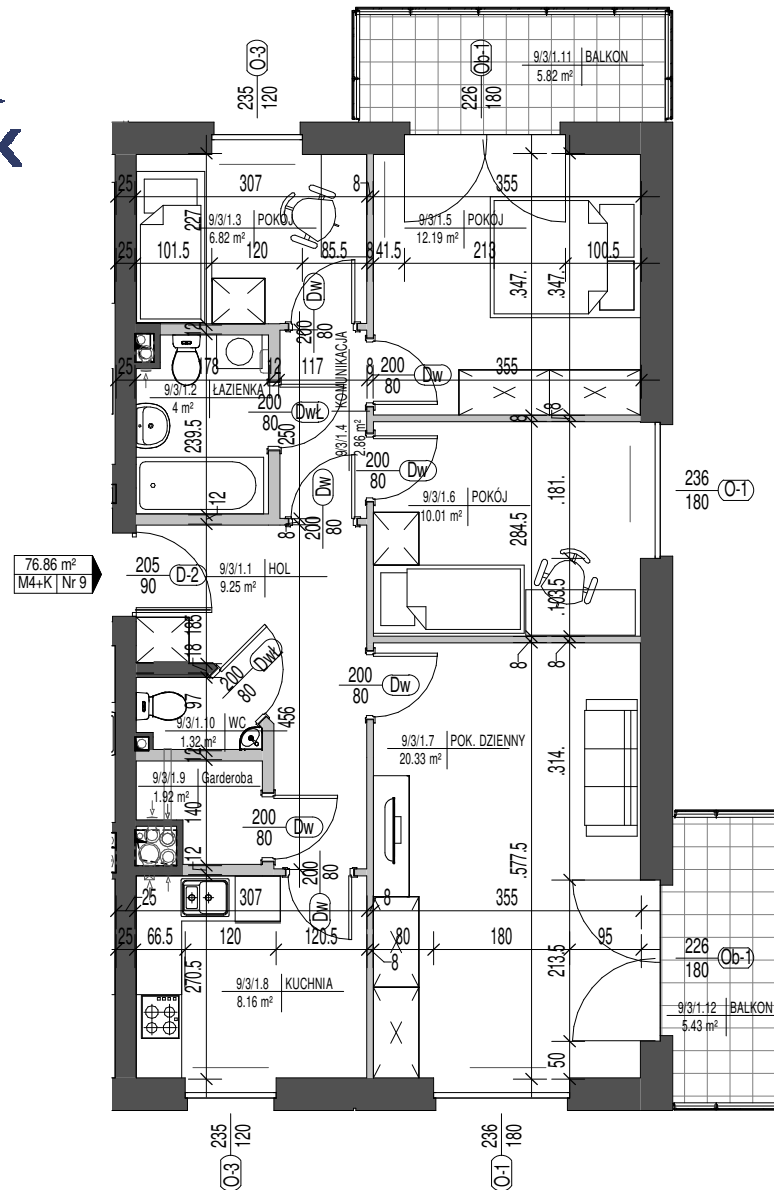 k
O-3
235
120
Ob-1
226
180
9/3/1.11 BALKON
5.82 m²
25 307 8 355
9/3/1.3 POKÓJ
6.82 m²
227
9/3/1.5 POKÓJ
12.19 m²
25 101.5 120 85.5 8 41.5 213 100.5
.347. .347.
Dw
200
80
12
25 178 12 117 8 355
9/3/1.2 ŁAZIENKA
4 m²
239.5
12
200
80
DwŁ
250
9/3/1.4 KOMUNIKACJA
2.86 m²
200
80
Dw
8 8
200
80
Dw
200
80
Dw
9/3/1.6 POKÓJ
10.01 m²
284.5
.181.
.103.5
236
180
O-1
76.86 m²
M4+K Nr 9
205
90
D-2
9/3/1.1 HOL
9.25 m²
8
185
18
200
80
DwŁ
8 8
97
9/3/1.10 WC
1.32 m²
456
200
80
Dw
9/3/1.7 POK. DZIENNY
20.33 m²
.314.
12
9/3/1.9 Garderoba
1.92 m²
140
12
200
80
Dw
.577.5
200
80
Dw
25 307 8 355
25 66.5 120 120.5 80 180 95
8
270.5
213.5
226
180
Ob-1
9/3/1.8 KUCHNIA
8.16 m²
9/3/1.12 BALKON
5.43 m²
50
235
120
O-3
236
180
O-1